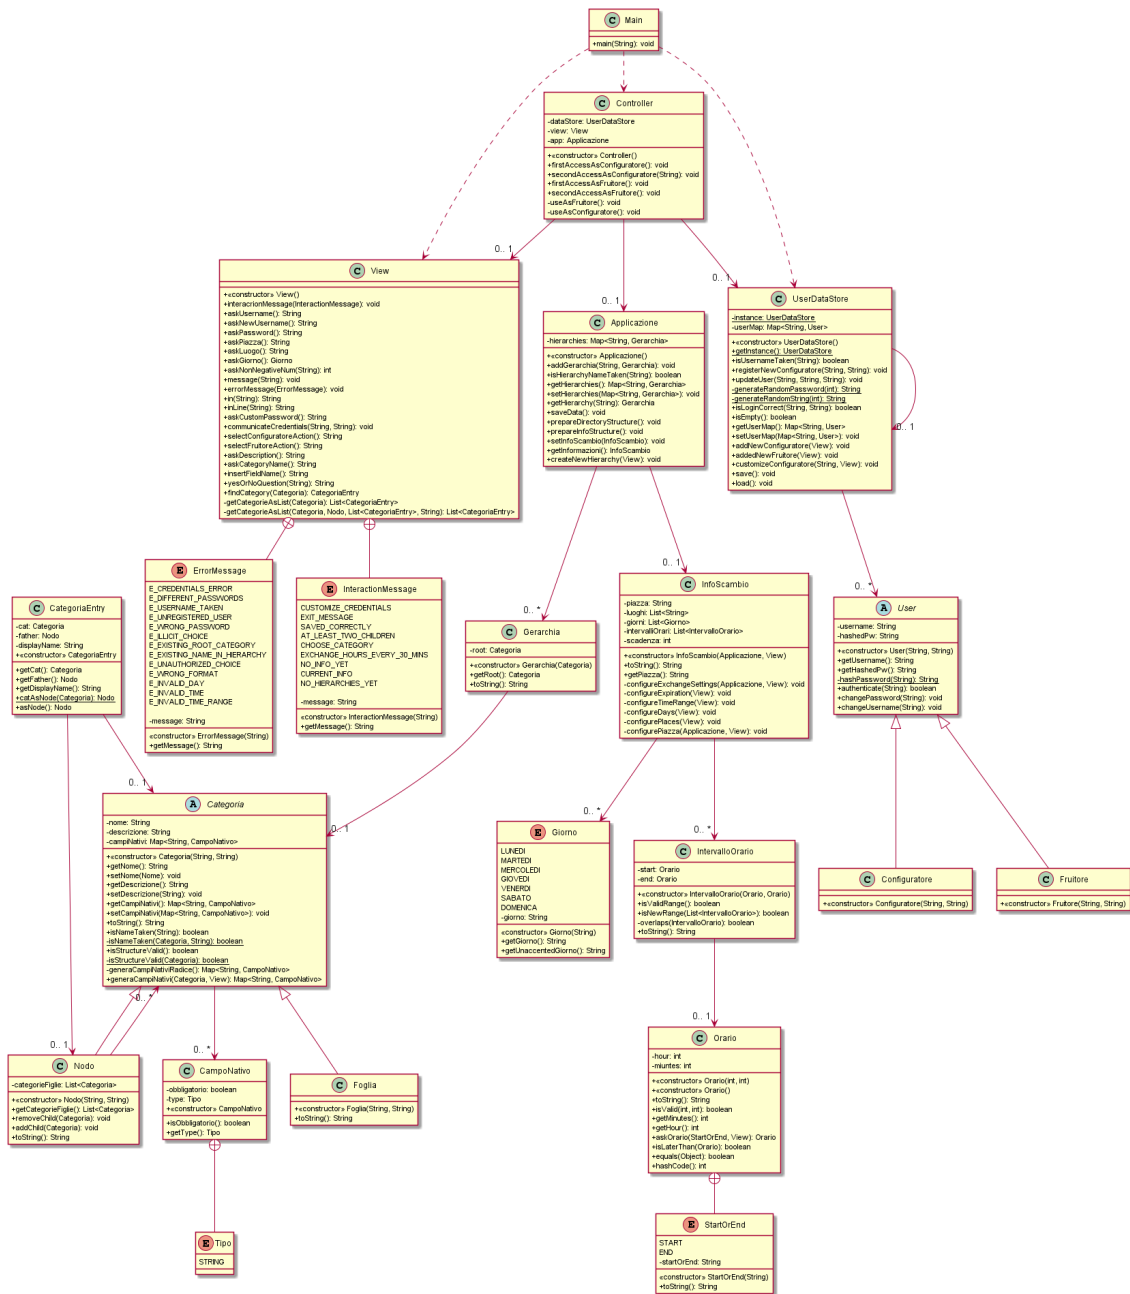 C Main
+main(String): void
C Controller
-dataStore: UserDataStore
-view: View
-app: Applicazione
+«constructor» Controller()
+firstAccessAsConfiguratore(): void
+secondAccessAsConfiguratore(String): void
+firstAccessAsFruitore(): void
+secondAccessAsFruitore(): void
-useAsFruitore(): void
-useAsConfiguratore(): void
0.. 1
0.. 1
0.. 1
C View
+«constructor» View()
+interacrionMessage(InteractionMessage): void
+askUsername(): String
+askNewUsername(): String
+askPassword(): String
+askPiazza(): String
+askLuogo(): String
+askGiorno(): Giorno
+askNonNegativeNum(String): int
+message(String): void
+errorMessage(ErrorMessage): void
+in(String): String
+inLine(String): String
+askCustomPassword(): String
+communicateCredentials(String, String): void
+selectConfiguratoreAction(): String
+selectFruitoreAction(): String
+askDescription(): String
+askCategoryName(): String
+insertFieldName(): String
+yesOrNoQuestion(String): String
+findCategory(Categoria): CategoriaEntry
-getCategorieAsList(Categoria): List<CategoriaEntry>
-getCategorieAsList(Categoria, Nodo, List<CategoriaEntry>, String): List<CategoriaEntry>
C Applicazione
-hierarchies: Map<String, Gerarchia>
+«constructor» Applicazione()
+addGerarchia(String, Gerarchia): void
+isHierarchyNameTaken(String): boolean
+getHierarchies(): Map<String, Gerarchia>
+setHierarchies(Map<String, Gerarchia>): void
+getHierarchy(String): Gerarchia
+saveData(): void
+prepareDirectoryStructure(): void
+prepareInfoStructure(): void
+setInfoScambio(InfoScambio): void
+getInformazioni(): InfoScambio
+createNewHierarchy(View): void
C UserDataStore
-instance: UserDataStore
-userMap: Map<String, User>
+«constructor» UserDataStore()
+getInstance(): UserDataStore
+isUsernameTaken(String): boolean
+registerNewConfiguratore(String, String): void
+updateUser(String, String, String): void
-generateRandomPassword(int): String
-generateRandomString(int): String
+isLoginCorrect(String, String): boolean
+isEmpty(): boolean
+getUserMap(): Map<String, User>
+setUserMap(Map<String, User>): void
+addNewConfiguratore(View): void
+addedNewFruitore(View): void
+customizeConfiguratore(String, View): void
+save(): void
+load(): void
0.. 1
E ErrorMessage
E_CREDENTIALS_ERROR
E_DIFFERENT_PASSWORDS
E_USERNAME_TAKEN
E_UNREGISTERED_USER
E_WRONG_PASSWORD
E_ILLICIT_CHOICE
E_EXISTING_ROOT_CATEGORY
E_EXISTING_NAME_IN_HIERARCHY
E_UNAUTHORIZED_CHOICE
E_WRONG_FORMAT
E_INVALID_DAY
E_INVALID_TIME
E_INVALID_TIME_RANGE
-message: String
«constructor» ErrorMessage(String)
+getMessage(): String
E InteractionMessage
CUSTOMIZE_CREDENTIALS
EXIT_MESSAGE
SAVED_CORRECTLY
AT_LEAST_TWO_CHILDREN
CHOOSE_CATEGORY
EXCHANGE_HOURS_EVERY_30_MINS
NO_INFO_YET
CURRENT_INFO
NO_HIERARCHIES_YET
-message: String
«constructor» InteractionMessage(String)
+getMessage(): String
C CategoriaEntry
-cat: Categoria
-father: Nodo
-displayName: String
+«constructor» CategoriaEntry
+getCat(): Categoria
+getFather(): Nodo
+getDisplayName(): String
+catAsNode(Categoria): Nodo
+asNode(): Nodo
0.. *
C Gerarchia
-root: Categoria
+«constructor» Gerarchia(Categoria)
+getRoot(): Categoria
+toString(): String
0.. 1
C InfoScambio
-piazza: String
-luoghi: List<String>
-giorni: List<Giorno>
-intervalliOrari: List<IntervalloOrario>
-scadenza: int
+«constructor» InfoScambio(Applicazione, View)
+toString(): String
+getPiazza(): String
-configureExchangeSettings(Applicazione, View): void
-configureExpiration(View): void
-configureTimeRange(View): void
-configureDays(View): void
-configurePlaces(View): void
-configurePiazza(Applicazione, View): void
0.. *
A User
-username: String
-hashedPw: String
+«constructor» User(String, String)
+getUsername(): String
+getHashedPw(): String
-hashPassword(String): String
+authenticate(String): boolean
+changePassword(String): void
+changeUsername(String): void
0.. 1
0.. 1
A Categoria
-nome: String
-descrizione: String
-campiNativi: Map<String, CampoNativo>
+«constructor» Categoria(String, String)
+getNome(): String
+setNome(Nome): void
+getDescrizione(): String
+setDescrizione(String): void
+getCampiNativi(): Map<String, CampoNativo>
+setCampiNativi(Map<String, CampoNativo>): void
+toString(): String
+isNameTaken(String): boolean
-isNameTaken(Categoria, String): boolean
+isStructureValid(): boolean
-isStructureValid(Categoria): boolean
-generaCampiNativiRadice(): Map<String, CampoNativo>
+generaCampiNativi(Categoria, View): Map<String, CampoNativo>
0.. *
0.. *
E Giorno
LUNEDI
MARTEDI
MERCOLEDI
GIOVEDI
VENERDI
SABATO
DOMENICA
-giorno: String
«constructor» Giorno(String)
+getGiorno(): String
+getUnaccentedGiorno(): String
C IntervalloOrario
-start: Orario
-end: Orario
+«constructor» IntervalloOrario(Orario, Orario)
+isValidRange(): boolean
+isNewRange(List<IntervalloOrario>): boolean
-overlaps(IntervalloOrario): boolean
+toString(): String
C Configuratore
+«constructor» Configuratore(String, String)
C Fruitore
+«constructor» Fruitore(String, String)
0.. *
0.. 1
0.. *
0.. 1
C Nodo
-categorieFiglie: List<Categoria>
+«constructor» Nodo(String, String)
+getCategorieFiglie(): List<Categoria>
+removeChild(Categoria): void
+addChild(Categoria): void
+toString(): String
C CampoNativo
-obbligatorio: boolean
-type: Tipo
+«constructor» CampoNativo
+isObbligatorio(): boolean
+getType(): Tipo
C Foglia
+«constructor» Foglia(String, String)
+toString(): String
C Orario
-hour: int
-miuntes: int
+«constructor» Orario(int, int)
+«constructor» Orario()
+toString(): String
+isValid(int, int): boolean
+getMinutes(): int
+getHour(): int
+askOrario(StartOrEnd, View): Orario
+isLaterThan(Orario): boolean
+equals(Object): boolean
+hashCode(): int
E Tipo
STRING
E StartOrEnd
START
END
-startOrEnd: String
«constructor» StartOrEnd(String)
+toString(): String